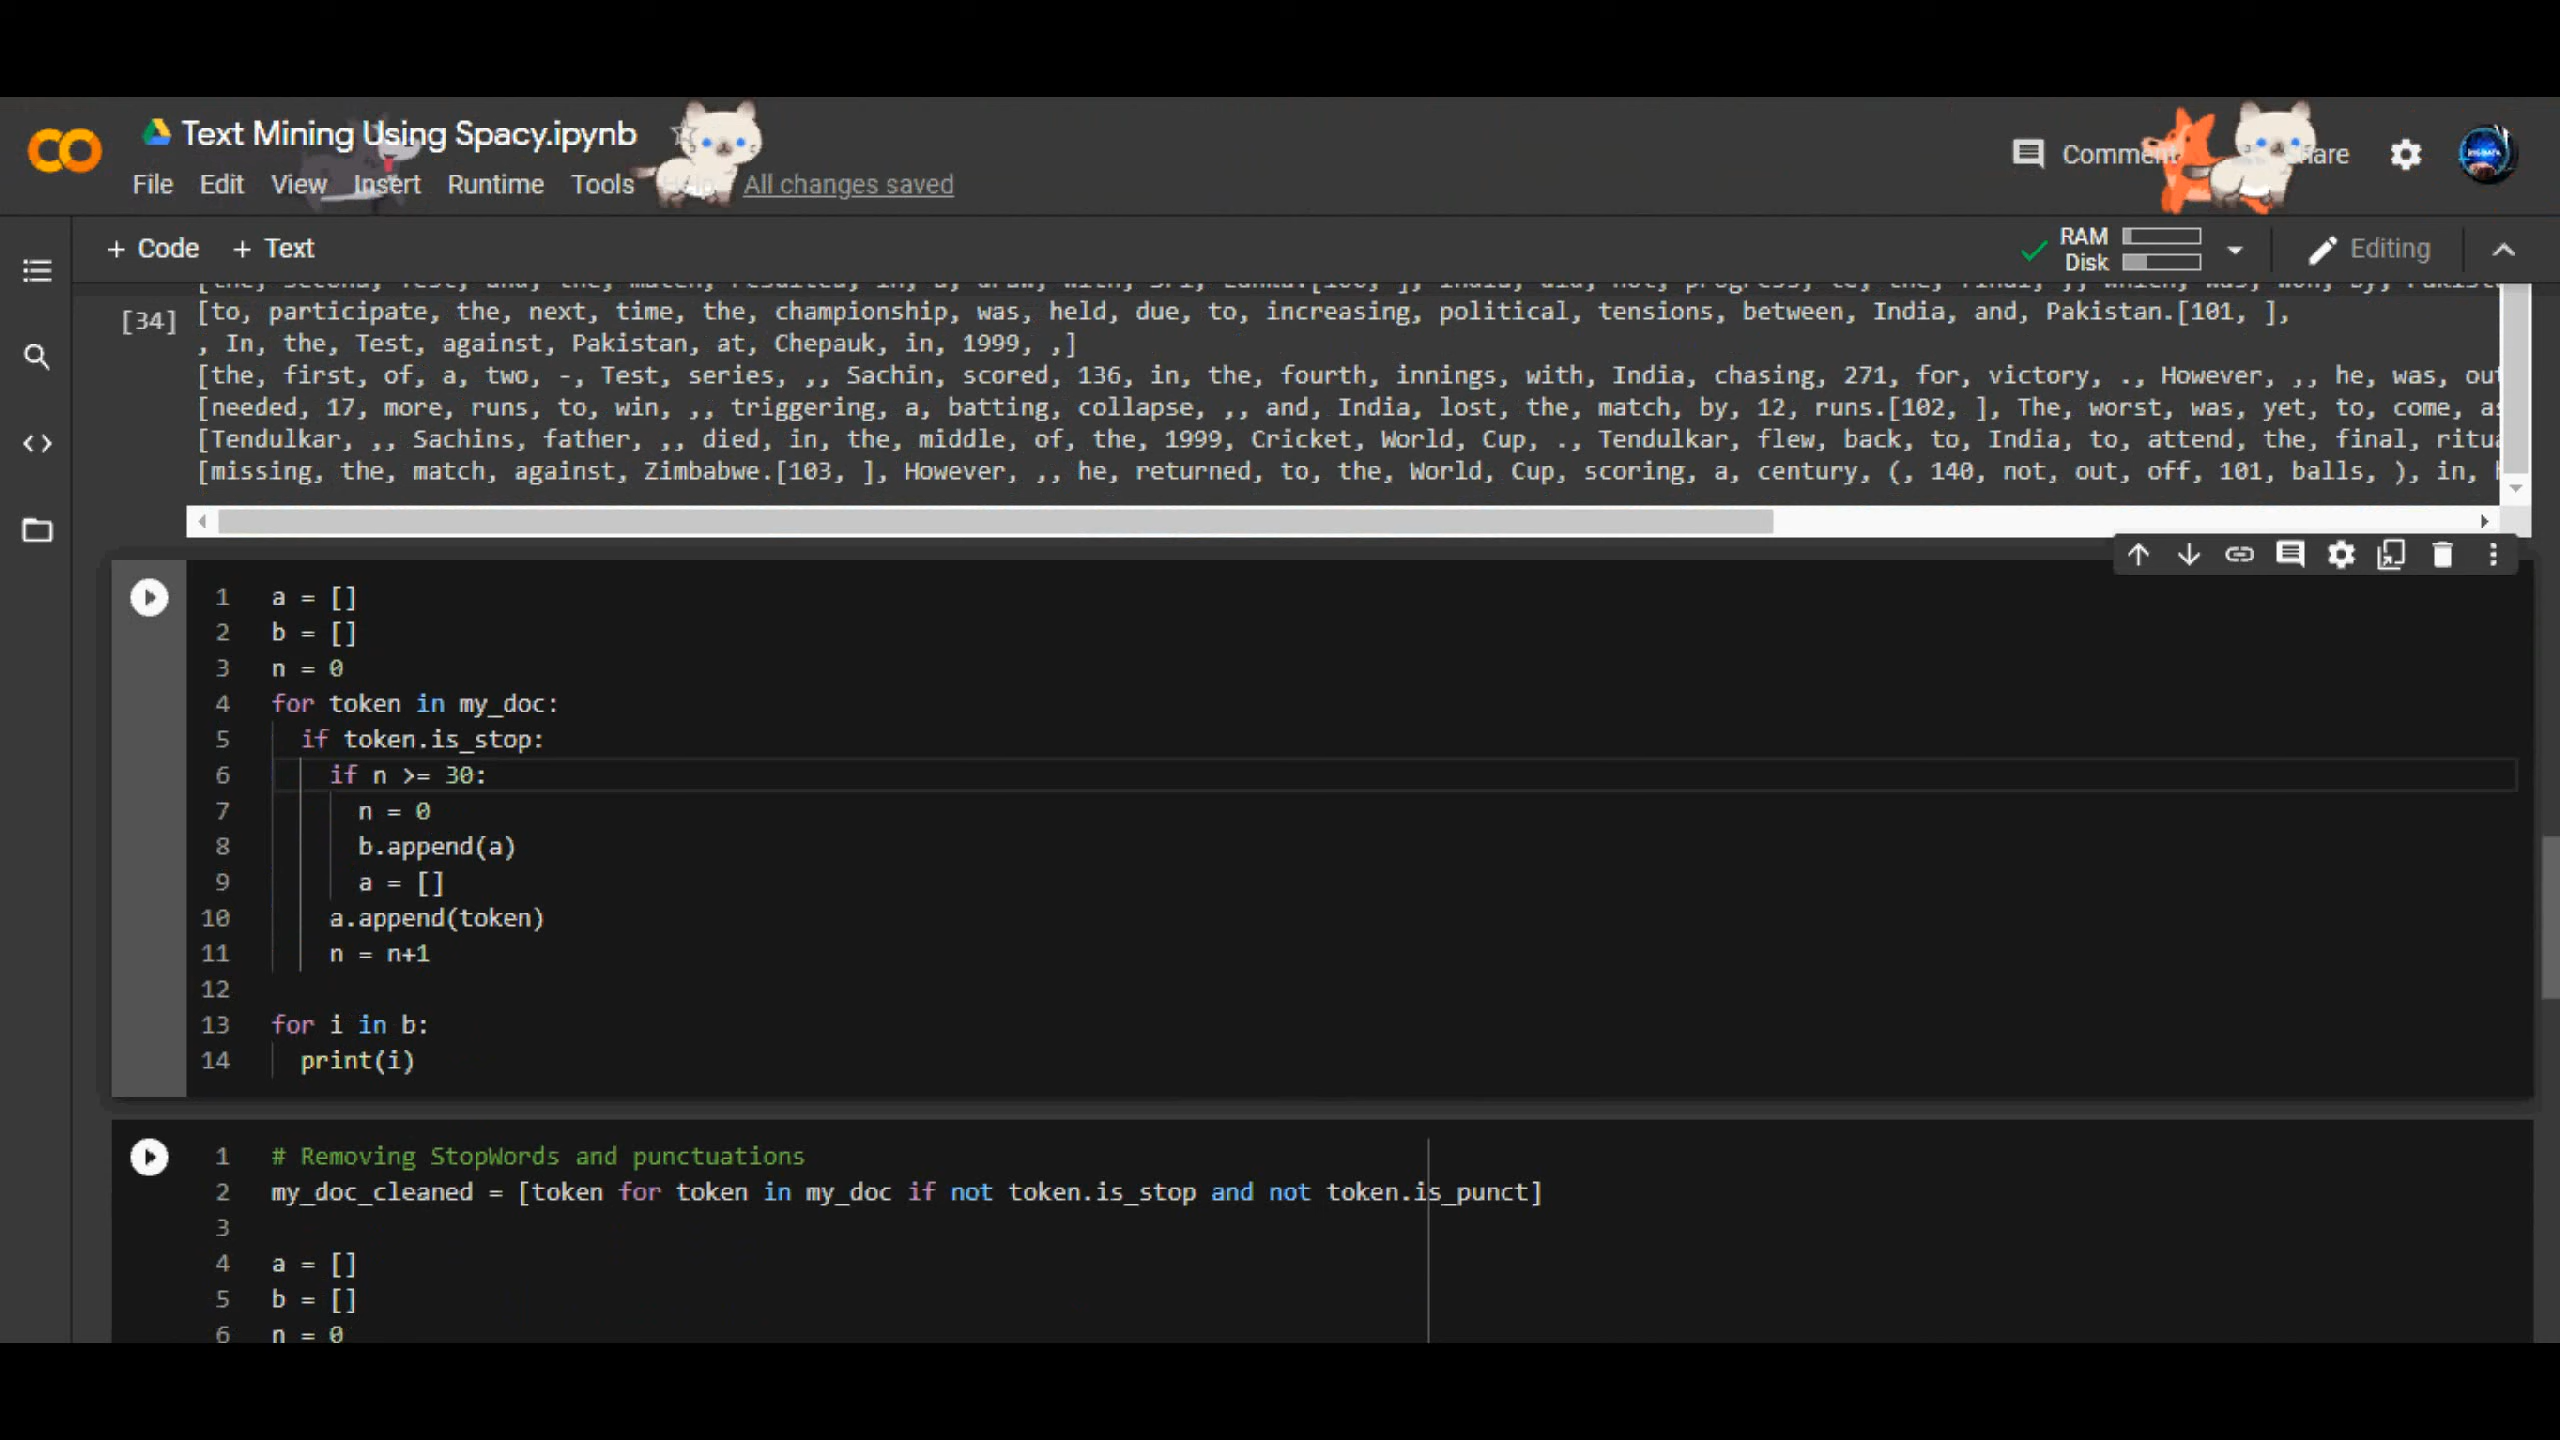 Text Mining Using Spacy.ipynb
File Edit View Insert Runtime Tools Help All changes saved
Comment Share
+ Code + Text
RAM
Disk
Editing
[34]
[to, participate, the, next, time, the, championship, was, held, due, to, increasing, political, tensions, between, India, and, Pakistan.[101, ],
, In, the, Test, against, Pakistan, at, Chepauk, in, 1999, ,]
[the, first, of, a, two, -, Test, series, ,, Sachin, scored, 136, in, the, fourth, innings, with, India, chasing, 271, for, victory, ., However, ,, he, was, out
[needed, 17, more, runs, to, win, ,, triggering, a, batting, collapse, ,, and, India, lost, the, match, by, 12, runs.[102, ], The, worst, was, yet, to, come, as
[Tendulkar, ,, Sachins, father, ,, died, in, the, middle, of, the, 1999, Cricket, World, Cup, ., Tendulkar, flew, back, to, India, to, attend, the, final, ritua
[missing, the, match, against, Zimbabwe.[103, ], However, ,, he, returned, to, the, World, Cup, scoring, a, century, (, 140, not, out, off, 101, balls, ), in, h
1 a = []
2 b = []
3 n = 0
4 for token in my_doc:
5 if token.is_stop:
6 if n >= 30:
7 n = 0
8 b.append(a)
9 a = []
10 a.append(token)
11 n = n+1
12
13 for i in b:
14 print(i)
1 # Removing StopWords and punctuations
2 my_doc_cleaned = [token for token in my_doc if not token.is_stop and not token.is_punct]
3
4 a = []
5 b = []
6 n = 0